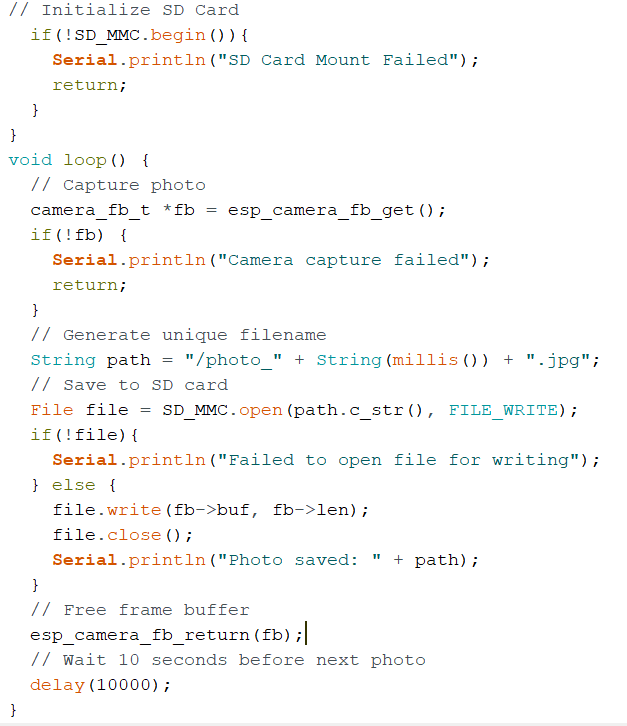 // Initialize SD Card
  if(!SD_MMC.begin()){
    Serial.println("SD Card Mount Failed");
    return;
  }
}
void loop() {
  // Capture photo
  camera_fb_t *fb = esp_camera_fb_get();
  if(!fb) {
    Serial.println("Camera capture failed");
    return;
  }
  // Generate unique filename
  String path = "/photo_" + String(millis()) + ".jpg";
  // Save to SD card
  File file = SD_MMC.open(path.c_str(), FILE_WRITE);
  if(!file){
    Serial.println("Failed to open file for writing");
  } else {
    file.write(fb->buf, fb->len);
    file.close();
    Serial.println("Photo saved: " + path);
  }
  // Free frame buffer
  esp_camera_fb_return(fb);
  // Wait 10 seconds before next photo
  delay(10000);
}